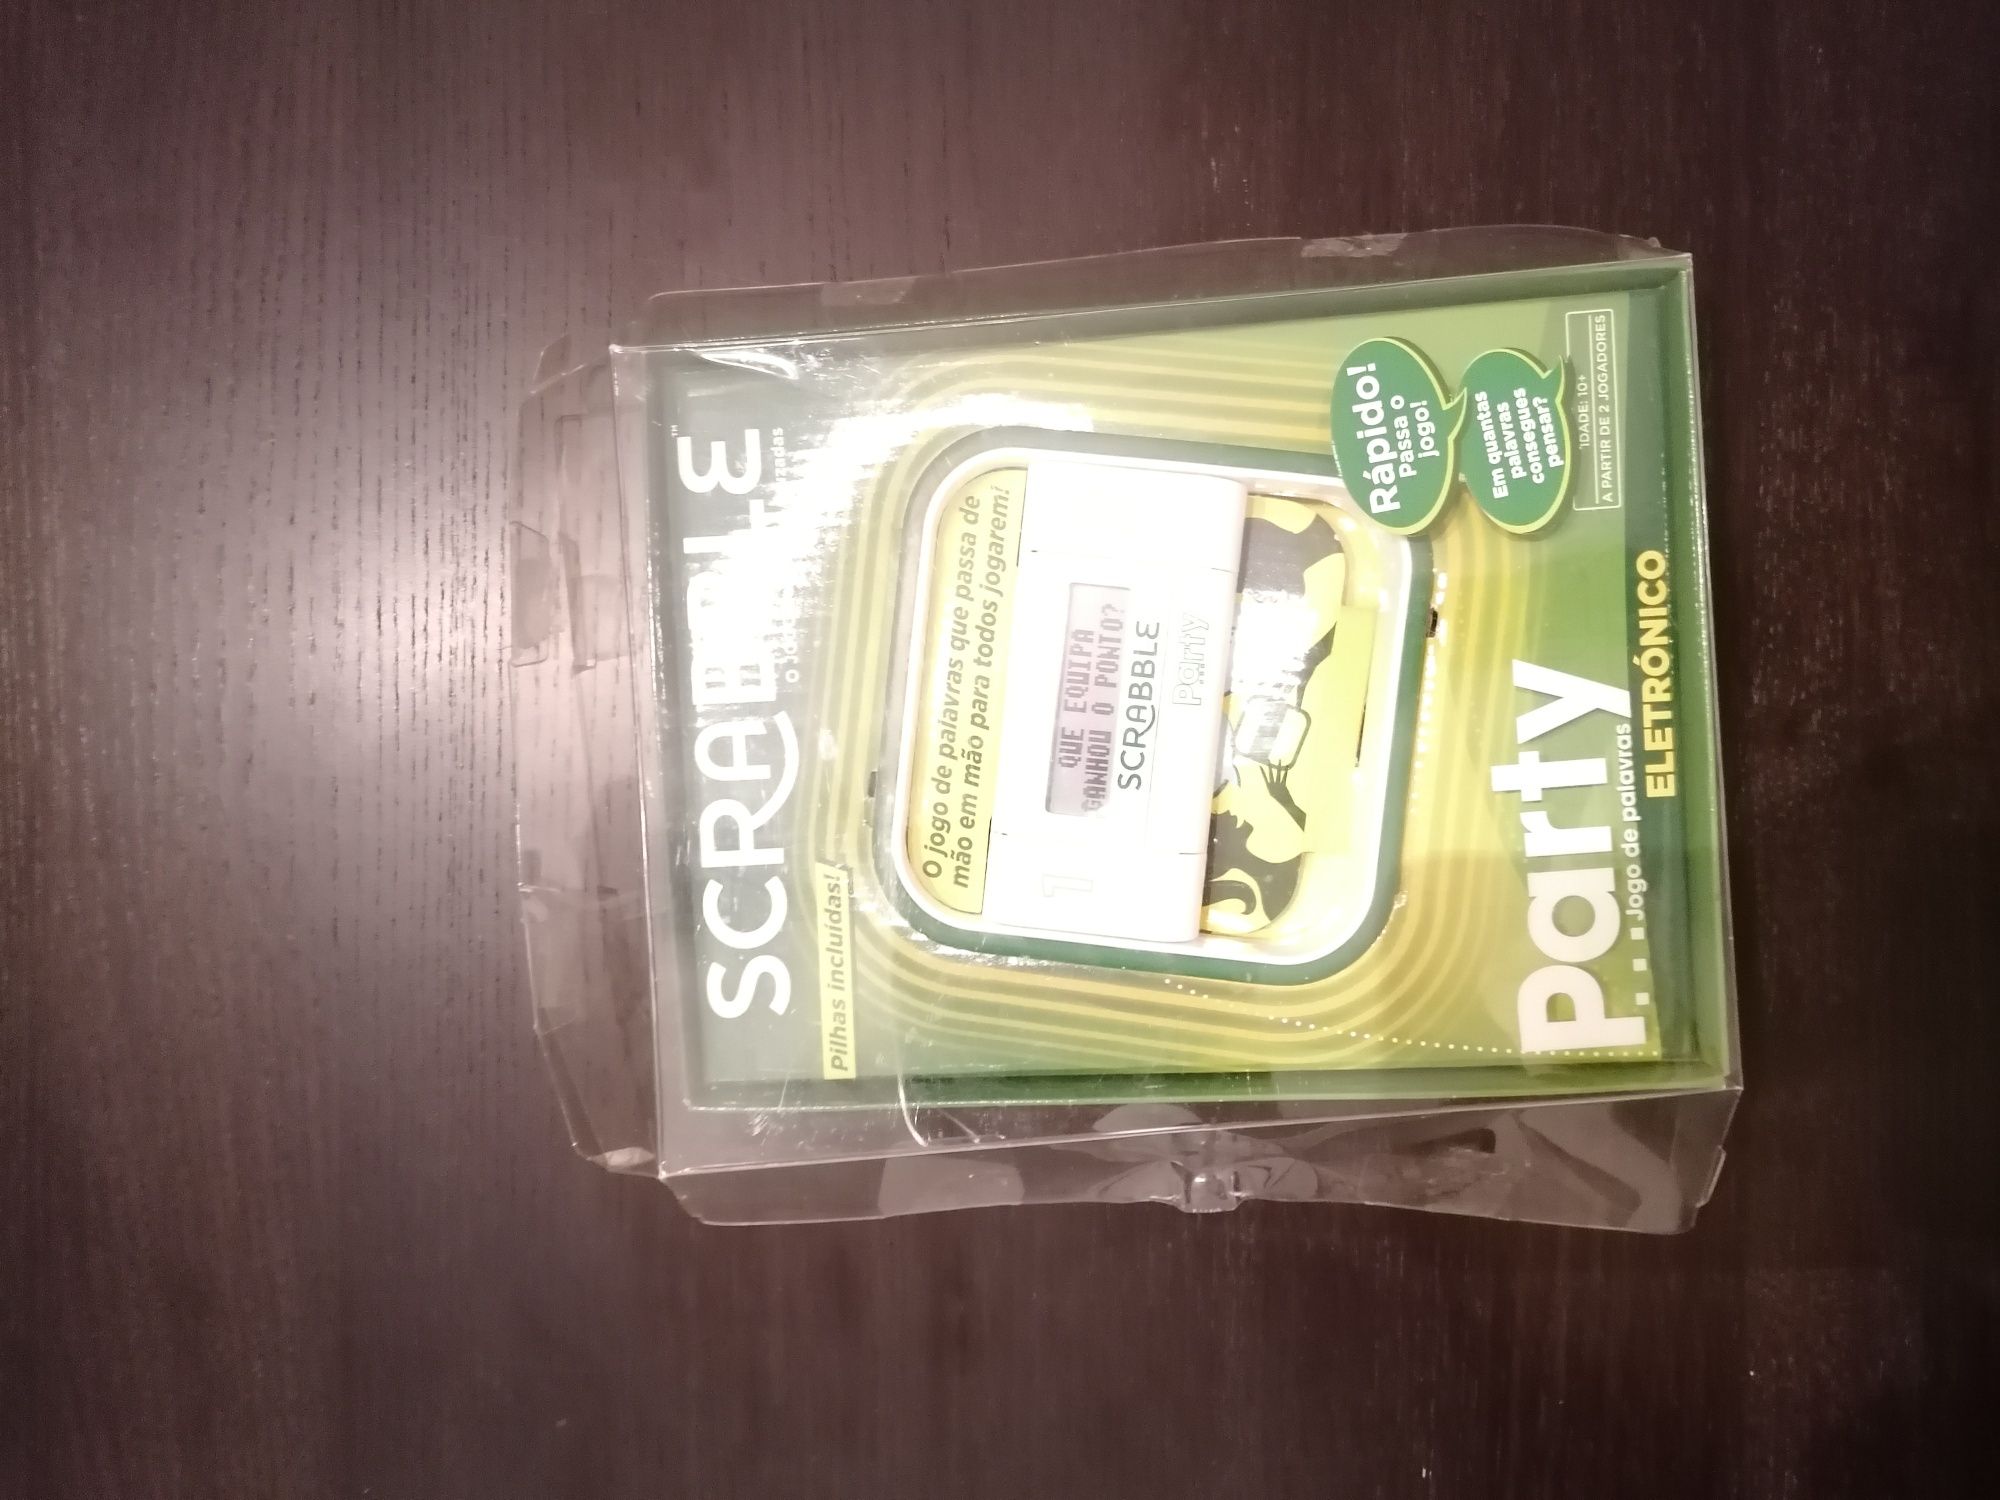 SCRABBLE™
Pilhas incluídas!
O jogo de palavras que passa de
mão em mão para todos jogarem!
1
QUE EQUIPA
GANHOU O PONTO?
SCRABBLE
Party
Rápido!
Passa o
jogo!
Em quantas
palavras
consegues
pensar?
IDADE: 10+
A PARTIR DE 2 JOGADORES
Party
Jogo de palavras
ELETRÓNICO